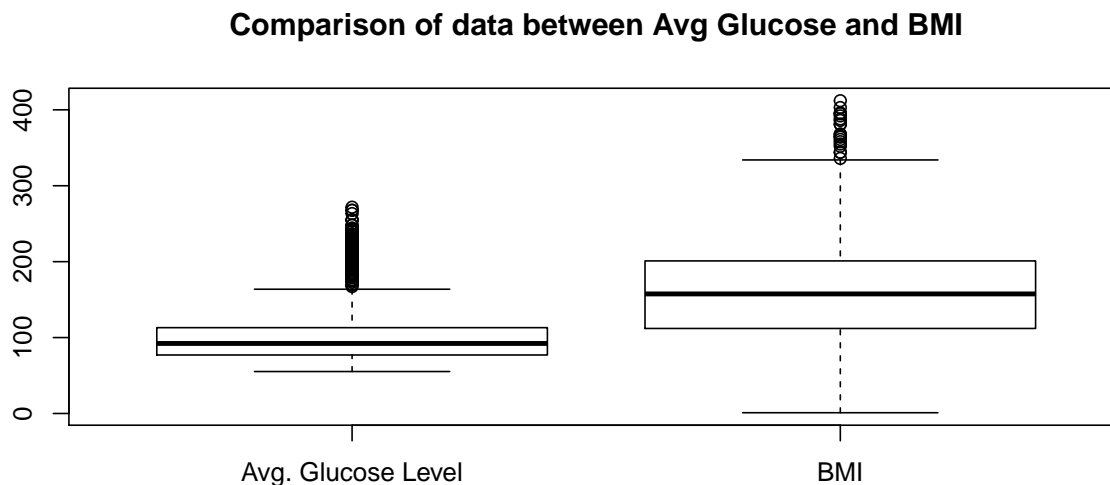 Comparison of data between Avg Glucose and BMI
400
300
200
100
0
Avg. Glucose Level
BMI